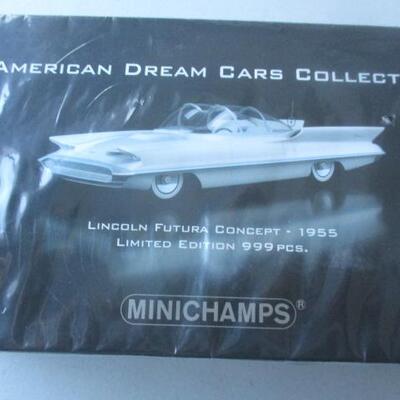 AMERICAN DREAM CARS COLLECT
LINCOLN FUTURA CONCEPT - 1955
LIMITED EDITION 999 PCS.
MINICHAMPS®